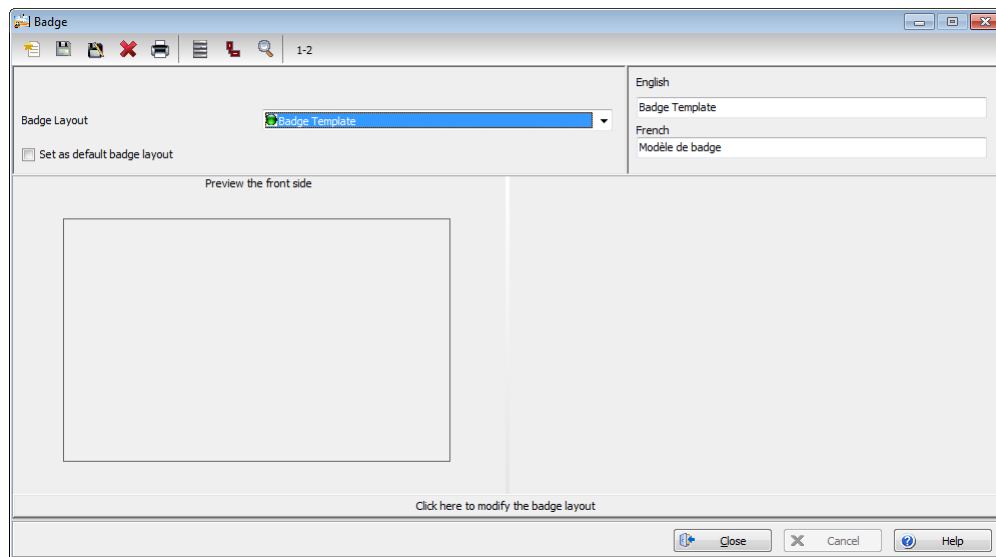 Badge
1-2
English
Badge Template
Badge Layout
Badge Template
French
Modèle de badge
Set as default badge layout
Preview the front side
Click here to modify the badge layout
Close
Cancel
Help